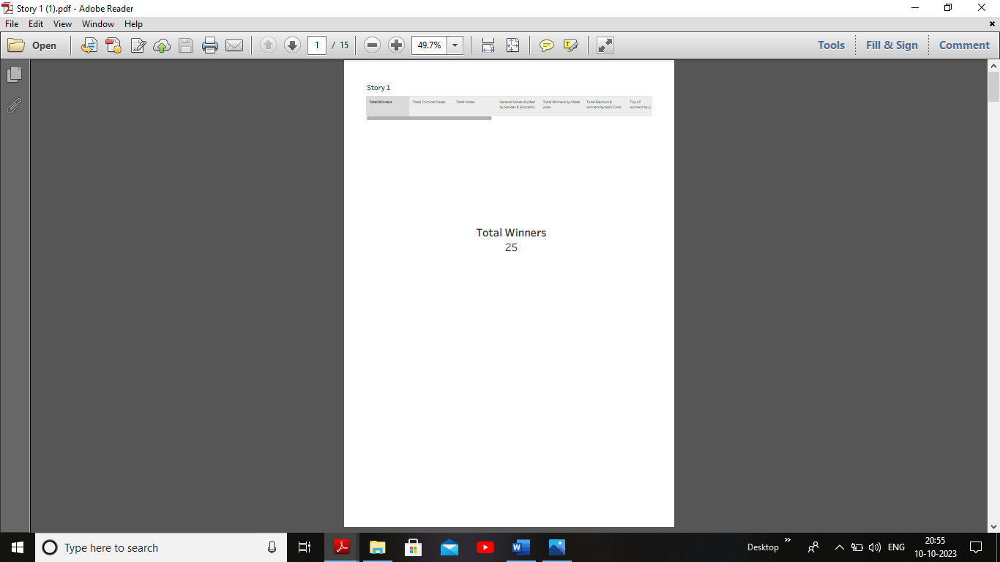 Story 1 (1).pdf - Adobe Reader
File Edit View Window Help
Open 1 / 15 49.7% Tools Fill & Sign Comment
Story 1
Total Winners
Total Criminal Cases
Total Votes
General Votes divided
by Gender & Educatio..
Total Winners by State
wise
Total Electors &
winners by each Cons..
Top 12
winners by p..
Total Winners
25
Type here to search
Desktop
ENG
20:55
10-10-2023